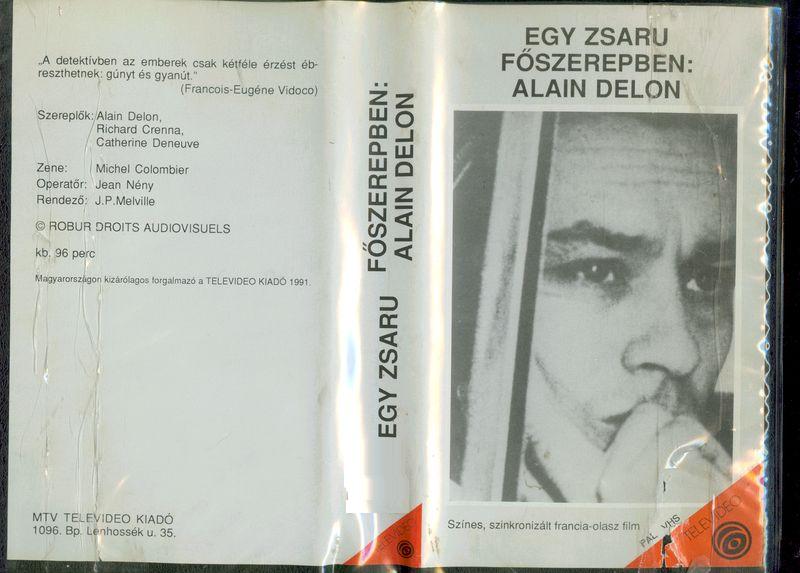 „A detektívben az emberek csak kétféle érzést éb-
reszthetnek: gúnyt és gyanút.“
(Francois-Eugéne Vidoco)
Szereplők: Alain Delon,
Richard Crenna,
Catherine Deneuve
Zene: Michel Colombier
Operatőr: Jean Nény
Rendező: J.P.Melville
© ROBUR DROITS AUDIOVISUELS
kb. 96 perc
Magyarországon kizárólagos forgalmazó a TELEVIDEO KIADÓ 1991.
MTV TELEVIDEO KIADÓ
1096. Bp. Lenhossék u. 35.
EGY ZSARU FŐSZEREPBEN:
ALAIN DELON
TELEVIDEO
EGY ZSARU
FŐSZEREPBEN:
ALAIN DELON
Színes, szinkronizált francia-olasz film
PAL VHS
TELEVIDEO